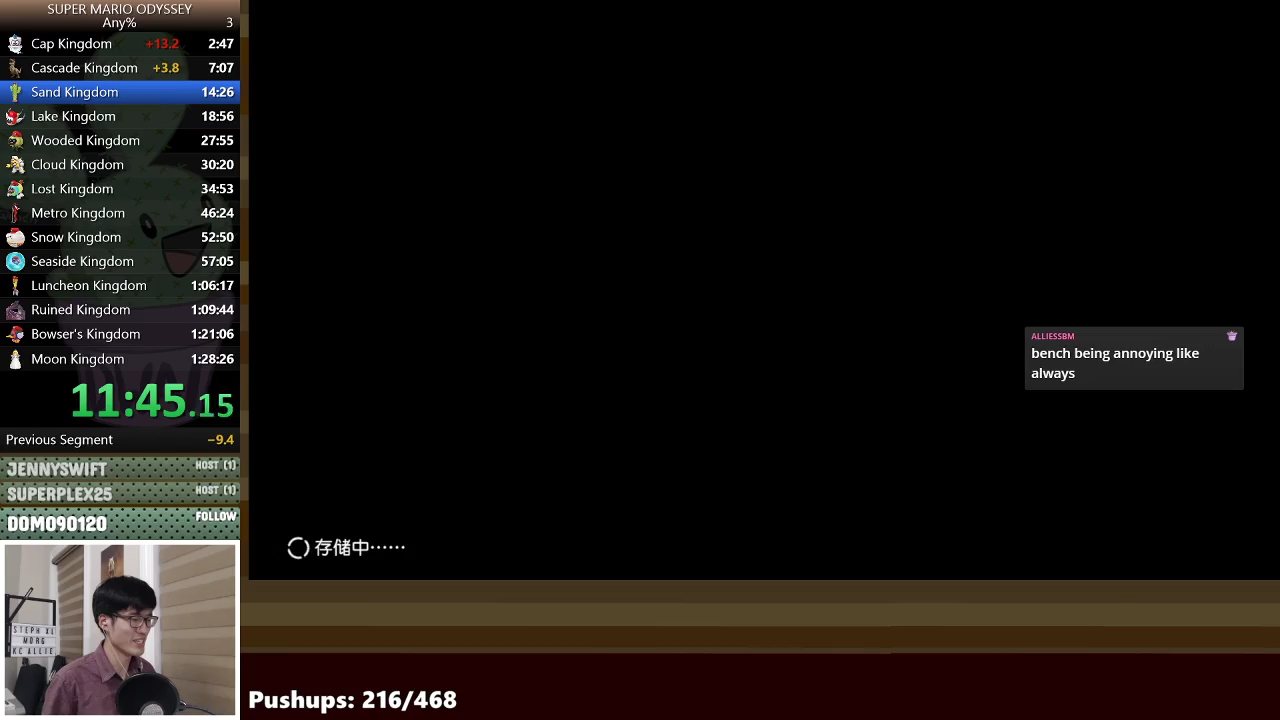 SUPER MARIO ODYSSEY
Any% 3
Cap Kingdom +13.2 2:47
Cascade Kingdom +3.8 7:07
Sand Kingdom 14:26
Lake Kingdom 18:56
Wooded Kingdom 27:55
Cloud Kingdom 30:20
Lost Kingdom 34:53
Metro Kingdom 46:24
Snow Kingdom 52:50
Seaside Kingdom 57:05
Luncheon Kingdom 1:06:17
Ruined Kingdom 1:09:44
Bowser's Kingdom 1:21:06
Moon Kingdom 1:28:26
11:45.15
Previous Segment −9.4
JENNYSWIFT HOST (1)
SUPERPLEX25 HOST (1)
DOMO90120 FOLLOW
STEPH XL
MORG
KC ALLIE
ALLIESSBM
bench being annoying like
always
存储中······
Pushups: 216/468